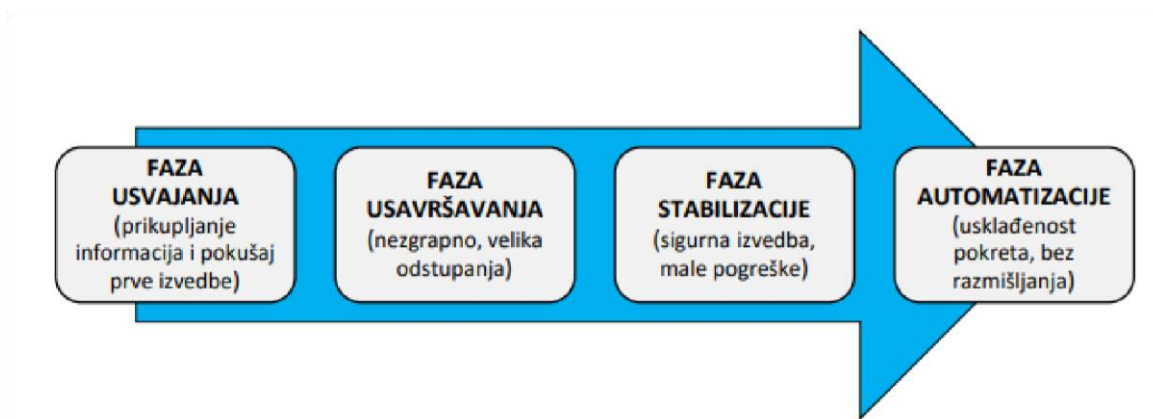 FAZA
USVAJANJA
(prikupljanje
informacija i pokušaj
prve izvedbe)
FAZA
USAVRŠAVANJA
(nezgrapno, velika
odstupanja)
FAZA
STABILIZACIJE
(sigurna izvedba,
male pogreške)
FAZA
AUTOMATIZACIJE
(usklađenost
pokreta, bez
razmišljanja)